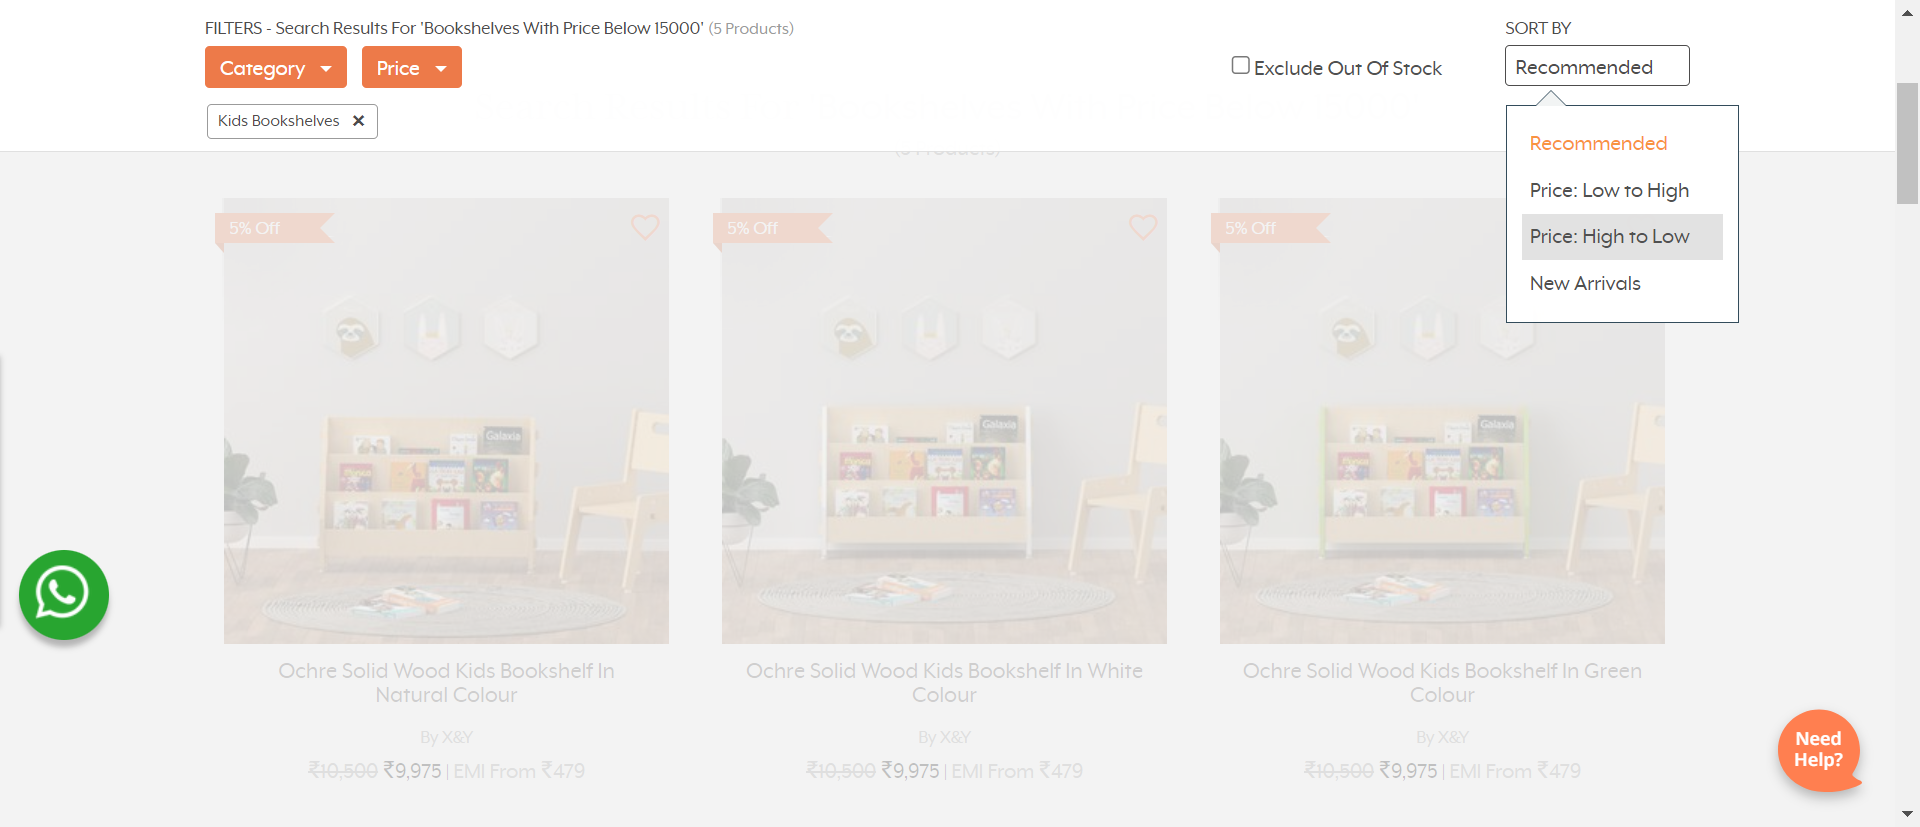 FILTERS - Search Results For 'Bookshelves With Price Below 15000' (5 Products)
SORT BY
Category
Price
Exclude Out Of Stock
Recommended
Kids Bookshelves ✕
(5 Products)
Recommended
Price: Low to High
Price: High to Low
New Arrivals
5% Off
5% Off
5% Off
Galaxia
Galaxia
Galaxia
Ochre Solid Wood Kids Bookshelf In
Natural Colour
By X&Y
₹10,500 ₹9,975 | EMI From ₹479
Ochre Solid Wood Kids Bookshelf In White
Colour
By X&Y
₹10,500 ₹9,975 | EMI From ₹479
Ochre Solid Wood Kids Bookshelf In Green
Colour
By X&Y
₹10,500 ₹9,975 | EMI From ₹479
Need
Help?